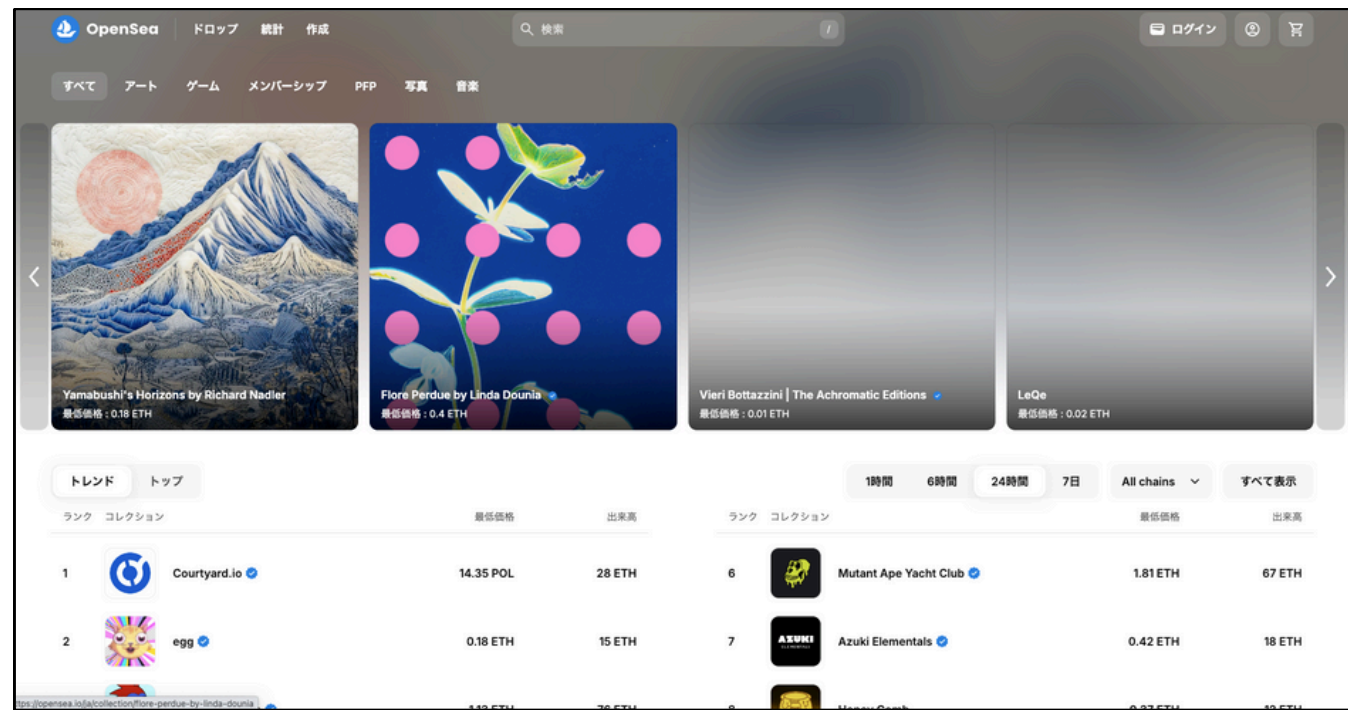 OpenSea ドロップ 統計 作成 検索 / ログイン
すべて アート ゲーム メンバーシップ PFP 写真 音楽
Yamabushi's Horizons by Richard Nadler
最低価格：0.18 ETH
Flore Perdue by Linda Dounia
最低価格：0.4 ETH
Vieri Bottazzini | The Achromatic Editions
最低価格：0.01 ETH
LeQe
最低価格：0.02 ETH
トレンド トップ 1時間 6時間 24時間 7日 All chains すべて表示
ランク コレクション 最低価格 出来高 ランク コレクション 最低価格 出来高
1 Courtyard.io 14.35 POL 28 ETH 6 Mutant Ape Yacht Club 1.81 ETH 67 ETH
2 egg 0.18 ETH 15 ETH 7 AZUKI Azuki Elementals 0.42 ETH 18 ETH
ttps://opensea.io/ja/collection/flore-perdue-by-linda-dounia